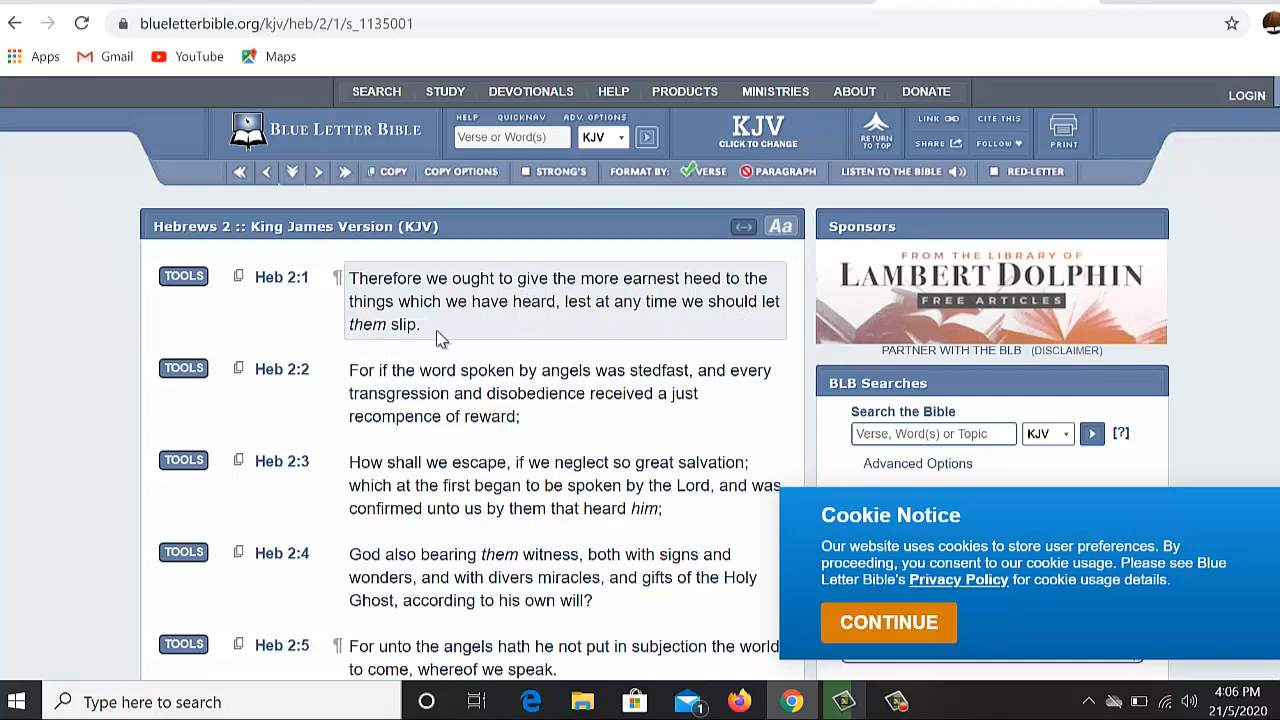 blueletterbible.org/kjv/heb/2/1/s_1135001
Apps Gmail YouTube Maps
SEARCH STUDY DEVOTIONALS HELP PRODUCTS MINISTRIES ABOUT DONATE LOGIN
BLUE LETTER BIBLE
HELP QUICKNAV ADV. OPTIONS
Verse or Word(s) KJV
KJV
CLICK TO CHANGE
RETURN
TO TOP
LINK CITE THIS
SHARE FOLLOW
PRINT
COPY COPY OPTIONS STRONG'S FORMAT BY: VERSE PARAGRAPH LISTEN TO THE BIBLE RED-LETTER
Hebrews 2 :: King James Version (KJV) Aa
TOOLS Heb 2:1 ¶ Therefore we ought to give the more earnest heed to the
things which we have heard, lest at any time we should let
them slip.
TOOLS Heb 2:2 For if the word spoken by angels was stedfast, and every
transgression and disobedience received a just
recompence of reward;
TOOLS Heb 2:3 How shall we escape, if we neglect so great salvation;
which at the first began to be spoken by the Lord, and was
confirmed unto us by them that heard him;
TOOLS Heb 2:4 God also bearing them witness, both with signs and
wonders, and with divers miracles, and gifts of the Holy
Ghost, according to his own will?
TOOLS Heb 2:5 ¶ For unto the angels hath he not put in subjection the world
to come, whereof we speak.
Sponsors
FROM THE LIBRARY OF
LAMBERT DOLPHIN
FREE ARTICLES
PARTNER WITH THE BLB (DISCLAIMER)
BLB Searches
Search the Bible
Verse, Word(s) or Topic KJV [?]
Advanced Options
Cookie Notice
Our website uses cookies to store user preferences. By
proceeding, you consent to our cookie usage. Please see Blue
Letter Bible's Privacy Policy for cookie usage details.
CONTINUE
Type here to search
1
4:06 PM
21/5/2020